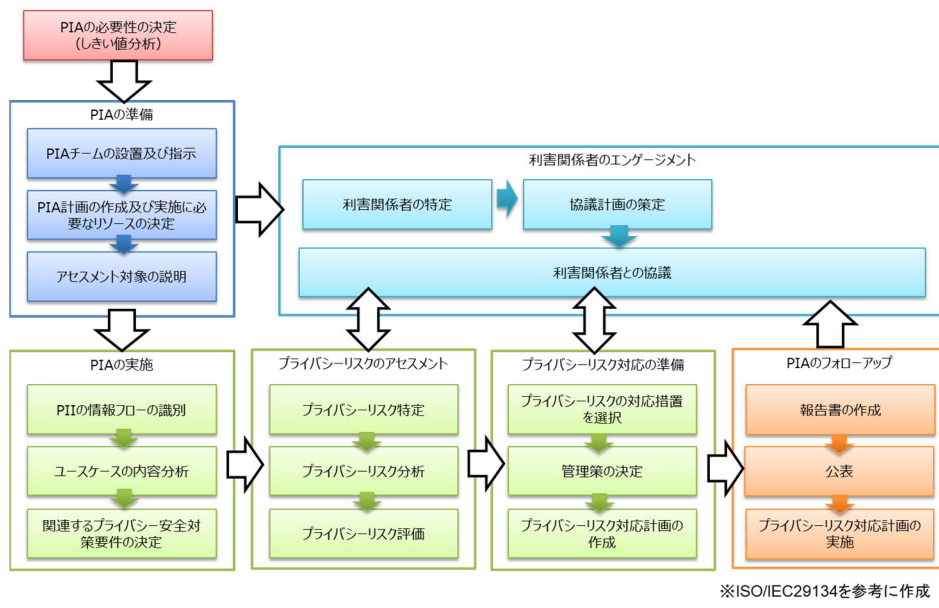 PIAの必要性の決定
(しきい値分析)
PIAの準備
PIAチームの設置及び指示
PIA計画の作成及び実施に必
要なリソースの決定
アセスメント対象の説明
利害関係者のエンゲージメント
利害関係者の特定
協議計画の策定
利害関係者との協議
PIAの実施
PIIの情報フローの識別
ユースケースの内容分析
関連するプライバシー安全対
策要件の決定
プライバシーリスクのアセスメント
プライバシーリスク特定
プライバシーリスク分析
プライバシーリスク評価
プライバシーリスク対応の準備
プライバシーリスクの対応措置
を選択
管理策の決定
プライバシーリスク対応計画の
作成
PIAのフォローアップ
報告書の作成
公表
プライバシーリスク対応計画の
実施
※ISO/IEC29134を参考に作成